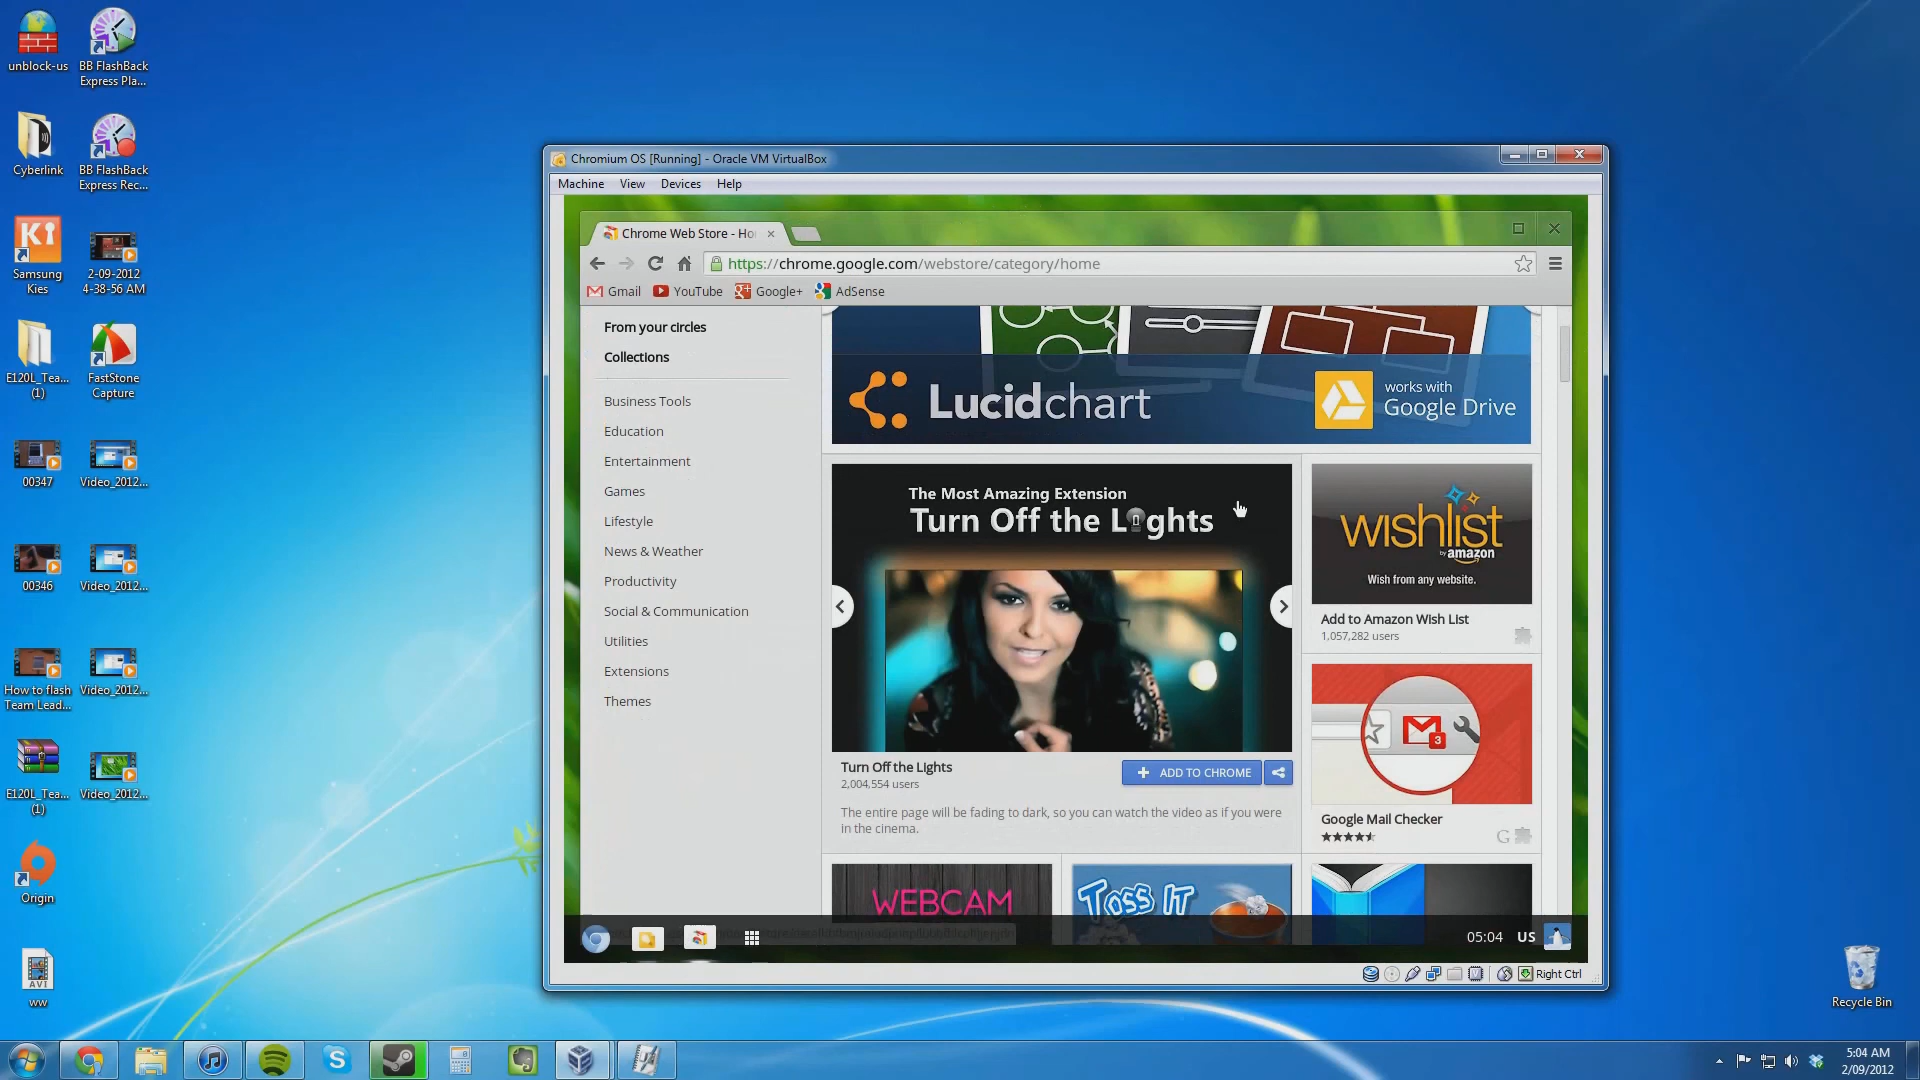 unblock-us
BB FlashBack
Express Pla...
Cyberlink
BB FlashBack
Express Rec...
Samsung
Kies
2-09-2012
4-38-56 AM
E120L_Tea...
(1)
FastStone
Capture
00347
Video_2012...
00346
Video_2012...
How to flash
Team Lead...
Video_2012...
E120L_Tea...
(1)
Video_2012...
Origin
AVI
ww
Chromium OS [Running] - Oracle VM VirtualBox
Machine View Devices Help
Chrome Web Store - Ho
https://chrome.google.com/webstore/category/home
Gmail YouTube Google+ AdSense
From your circles
Collections
Business Tools
Education
Entertainment
Games
Lifestyle
News & Weather
Productivity
Social & Communication
Utilities
Extensions
Themes
Lucidchart
works with
Google Drive
The Most Amazing Extension
Turn Off the Lights
Turn Off the Lights
2,004,554 users
ADD TO CHROME
The entire page will be fading to dark, so you can watch the video as if you were
in the cinema.
wishlist
by amazon
Wish from any website.
Add to Amazon Wish List
1,057,282 users
3
Google Mail Checker
G
WEBCAM
TOSS IT
05:04 US
Right Ctrl
Recycle Bin
5:04 AM
2/09/2012